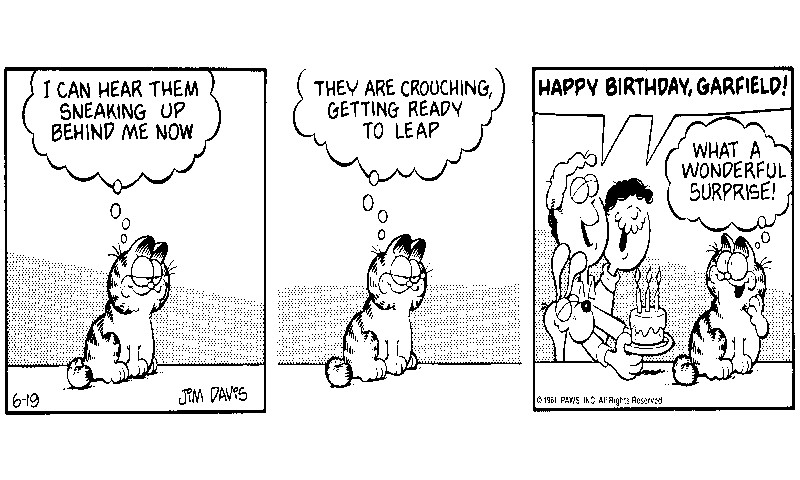 I CAN HEAR THEM
SNEAKING UP
BEHIND ME NOW
6-19
JIM DAVIS
THEY ARE CROUCHING,
GETTING READY
TO LEAP
HAPPY BIRTHDAY, GARFIELD!
WHAT A
WONDERFUL
SURPRISE!
© 1981 PAWS, INC. All Rights Reserved.